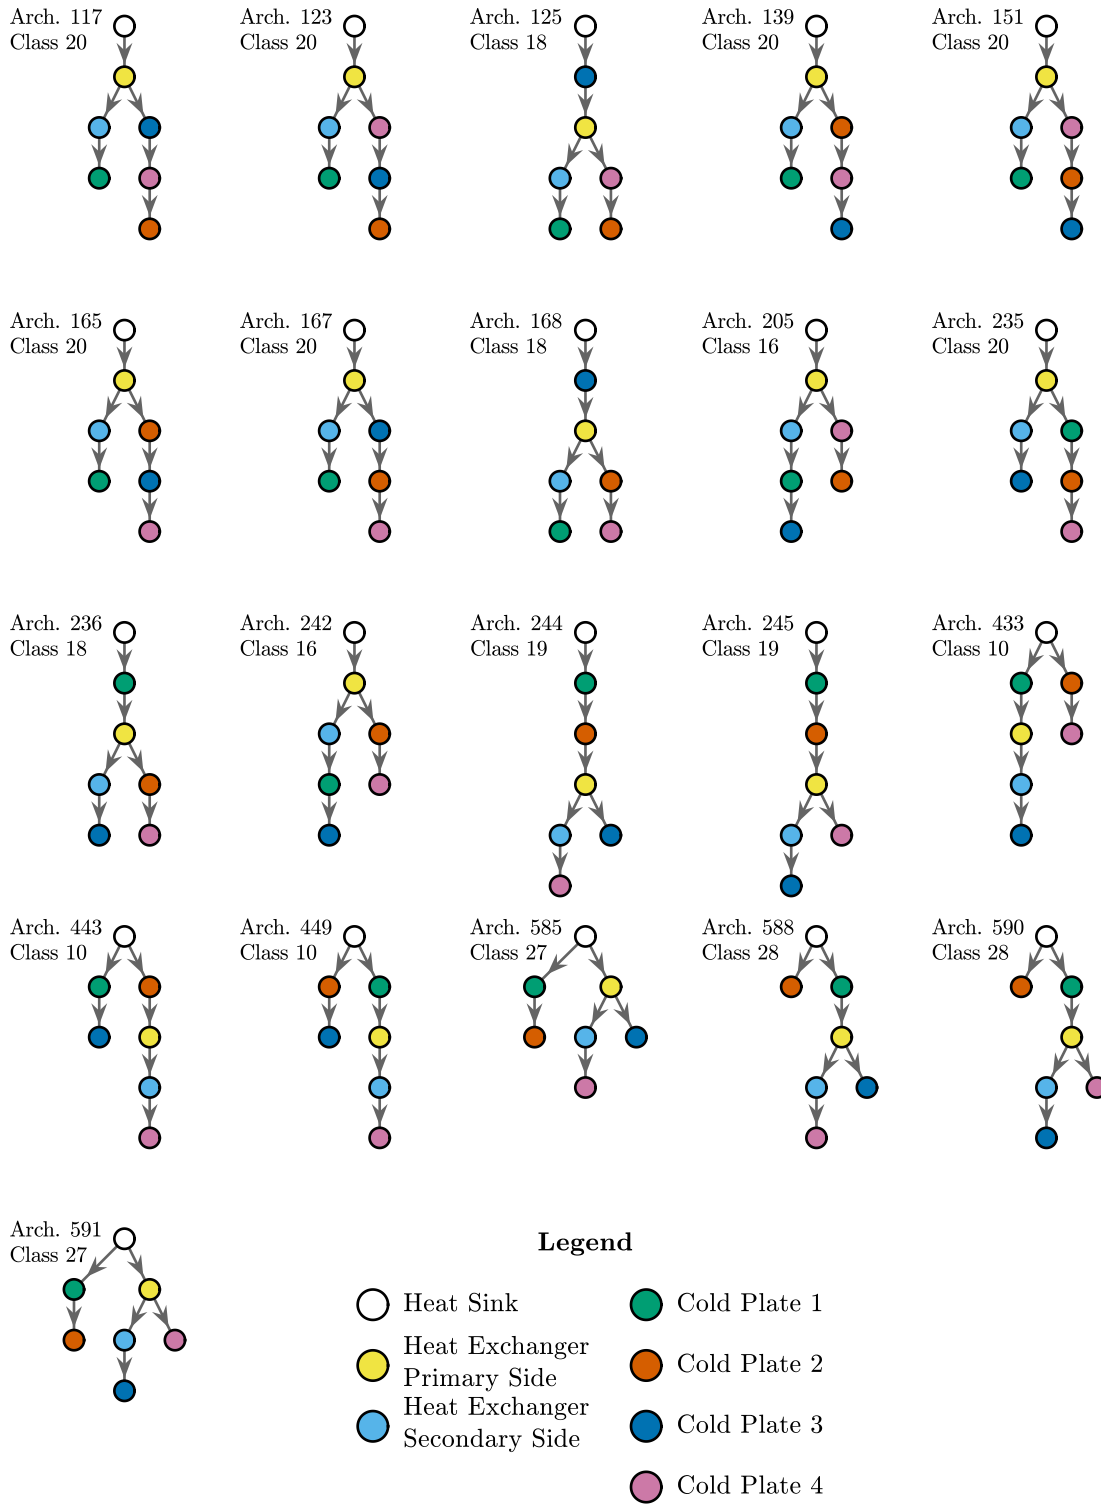 Arch. 117
Class 20
Arch. 123
Class 20
Arch. 125
Class 18
Arch. 139
Class 20
Arch. 151
Class 20
Arch. 165
Class 20
Arch. 167
Class 20
Arch. 168
Class 18
Arch. 205
Class 16
Arch. 235
Class 20
Arch. 236
Class 18
Arch. 242
Class 16
Arch. 244
Class 19
Arch. 245
Class 19
Arch. 433
Class 10
Arch. 443
Class 10
Arch. 449
Class 10
Arch. 585
Class 27
Arch. 588
Class 28
Arch. 590
Class 28
Arch. 591
Class 27
Legend
Heat Sink
Heat Exchanger
Primary Side
Heat Exchanger
Secondary Side
Cold Plate 1
Cold Plate 2
Cold Plate 3
Cold Plate 4